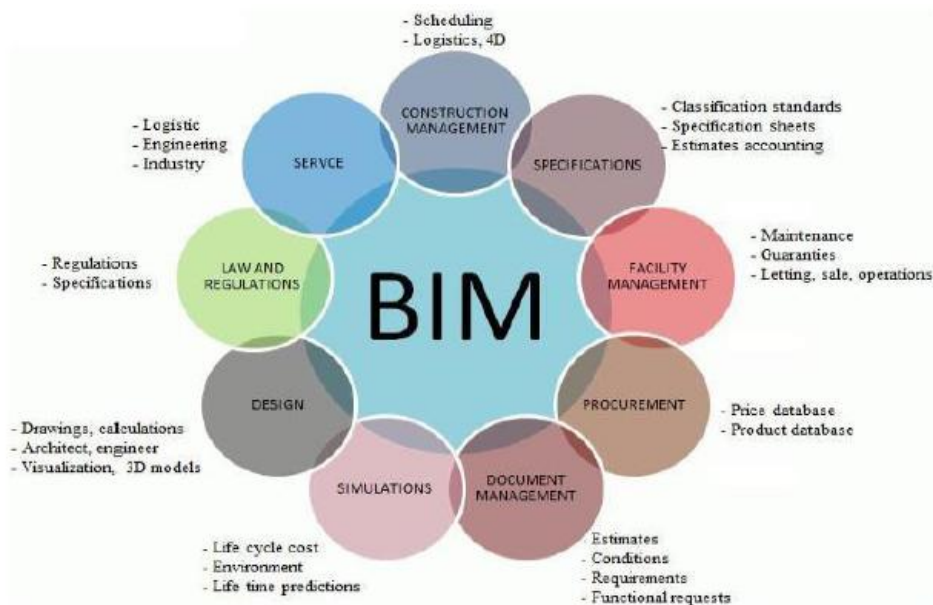 - Scheduling
- Logistics, 4D
CONSTRUCTION
MANAGEMENT
- Classification standards
- Specification sheets
- Estimates accounting
SPECIFICATIONS
- Maintenance
- Guaranties
- Letting, sale, operations
FACILITY
MANAGEMENT
- Price database
- Product database
PROCUREMENT
- Estimates
- Conditions
- Requirements
- Functional requests
DOCUMENT
MANAGEMENT
- Life cycle cost
- Environment
- Life time predictions
SIMULATIONS
- Drawings, calculations
- Architect, engineer
- Visualization, 3D models
DESIGN
- Regulations
- Specifications
LAW AND
REGULATIONS
- Logistic
- Engineering
- Industry
SERVCE
BIM